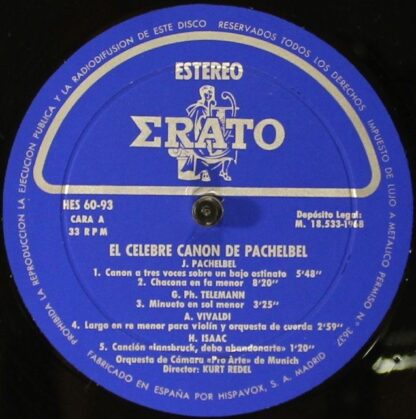 PROHIBIDA LA REPRODUCCION LA EJECUCION PUBLICA Y LA RADIODIFUSION DE ESTE DISCO RESERVADOS TODOS LOS DERECHOS IMPUESTO DE LUJO A METALICO PERMISO Nº 3037
ESTEREO
ΣRATO
HES 60-93
CARA A
33 RPM
Depósito Legal:
M. 18.533-1968
EL CELEBRE CANON DE PACHELBEL
J. PACHELBEL
1. Canon a tres voces sobre un bajo ostinato 5'48''
2. Chacona en fa menor 8'20''
G. Ph. TELEMANN
3. Minueto en sol menor 3'25''
A. VIVALDI
4. Largo en re menor para violín y orquesta de cuerda 2'59''
H. ISAAC
5. Canción «Innsbruck, debo abandonarte» 1'20''
Orquesta de Cámara «Pro Arte» de Munich
Director: KURT REDEL
FABRICADO EN ESPAÑA POR HISPAVOX, S. A. MADRID